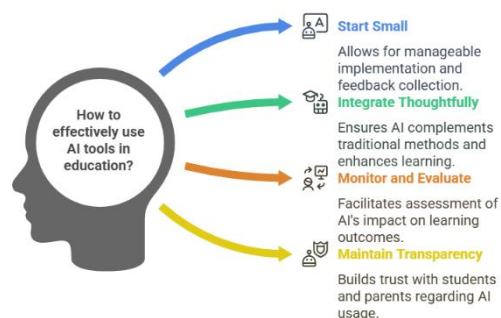 How to
effectively use
AI tools in
education?
Start Small
Allows for manageable
implementation and
feedback collection.
Integrate Thoughtfully
Ensures AI complements
traditional methods and
enhances learning.
Monitor and Evaluate
Facilitates assessment of
AI's impact on learning
outcomes.
Maintain Transparency
Builds trust with students
and parents regarding AI
usage.